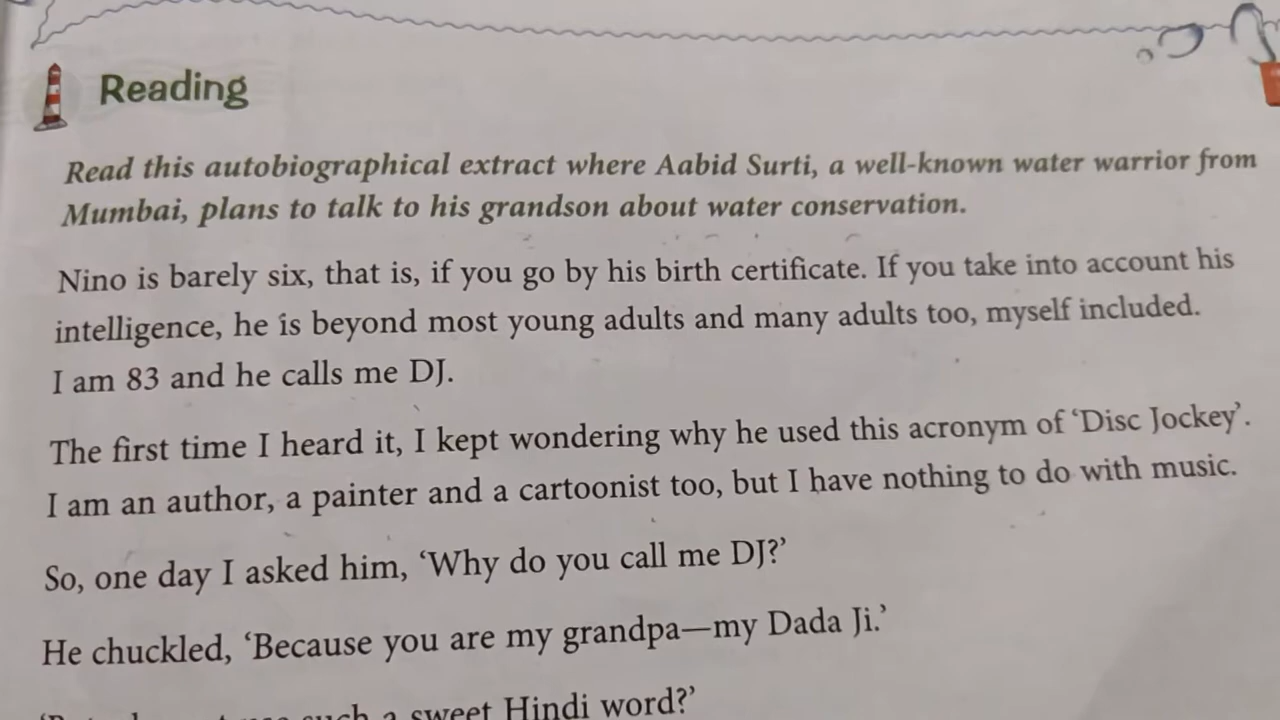 Reading
Read this autobiographical extract where Aabid Surti, a well-known water warrior from
Mumbai, plans to talk to his grandson about water conservation.
Nino is barely six, that is, if you go by his birth certificate. If you take into account his
intelligence, he is beyond most young adults and many adults too, myself included.
I am 83 and he calls me DJ.
The first time I heard it, I kept wondering why he used this acronym of ‘Disc Jockey’.
I am an author, a painter and a cartoonist too, but I have nothing to do with music.
So, one day I asked him, ‘Why do you call me DJ?’
He chuckled, ‘Because you are my grandpa—my Dada Ji.’
such a sweet Hindi word?’